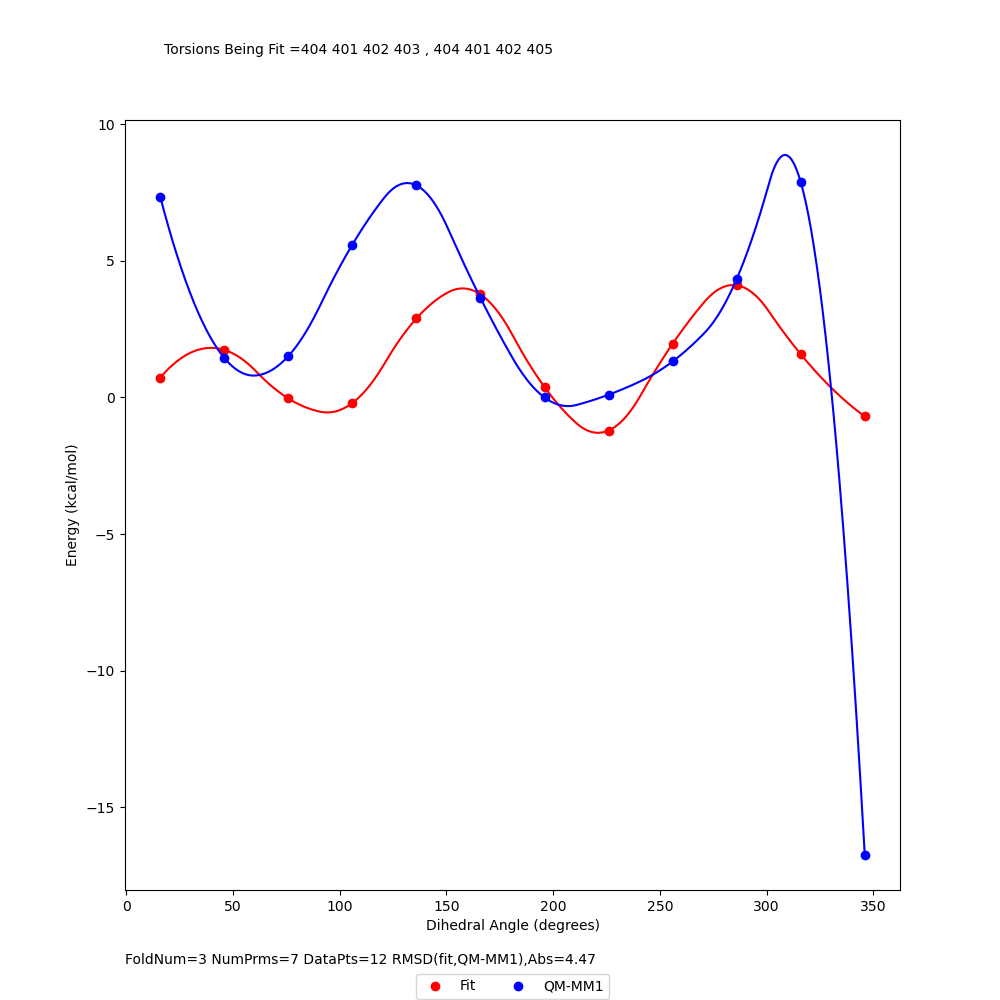 Torsions Being Fit =404 401 402 403 , 404 401 402 405
10
5
0
−5
−10
−15
Energy (kcal/mol)
0 50 100 150 200 250 300 350
Dihedral Angle (degrees)
FoldNum=3 NumPrms=7 DataPts=12 RMSD(fit,QM-MM1),Abs=4.47
Fit QM-MM1